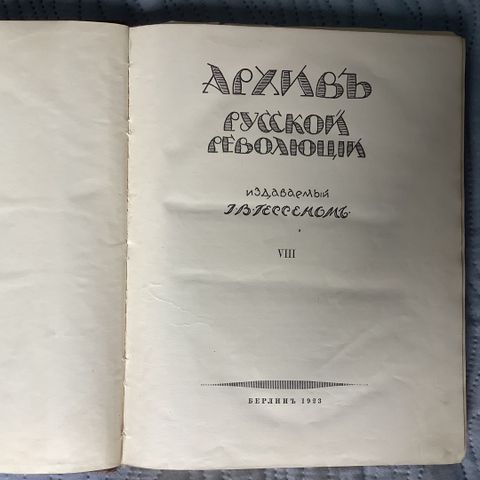 Архивъ
Русской
Революціи
издаваемый
І.В. Гессеномъ.
VIII
БЕРЛИНЪ 1923